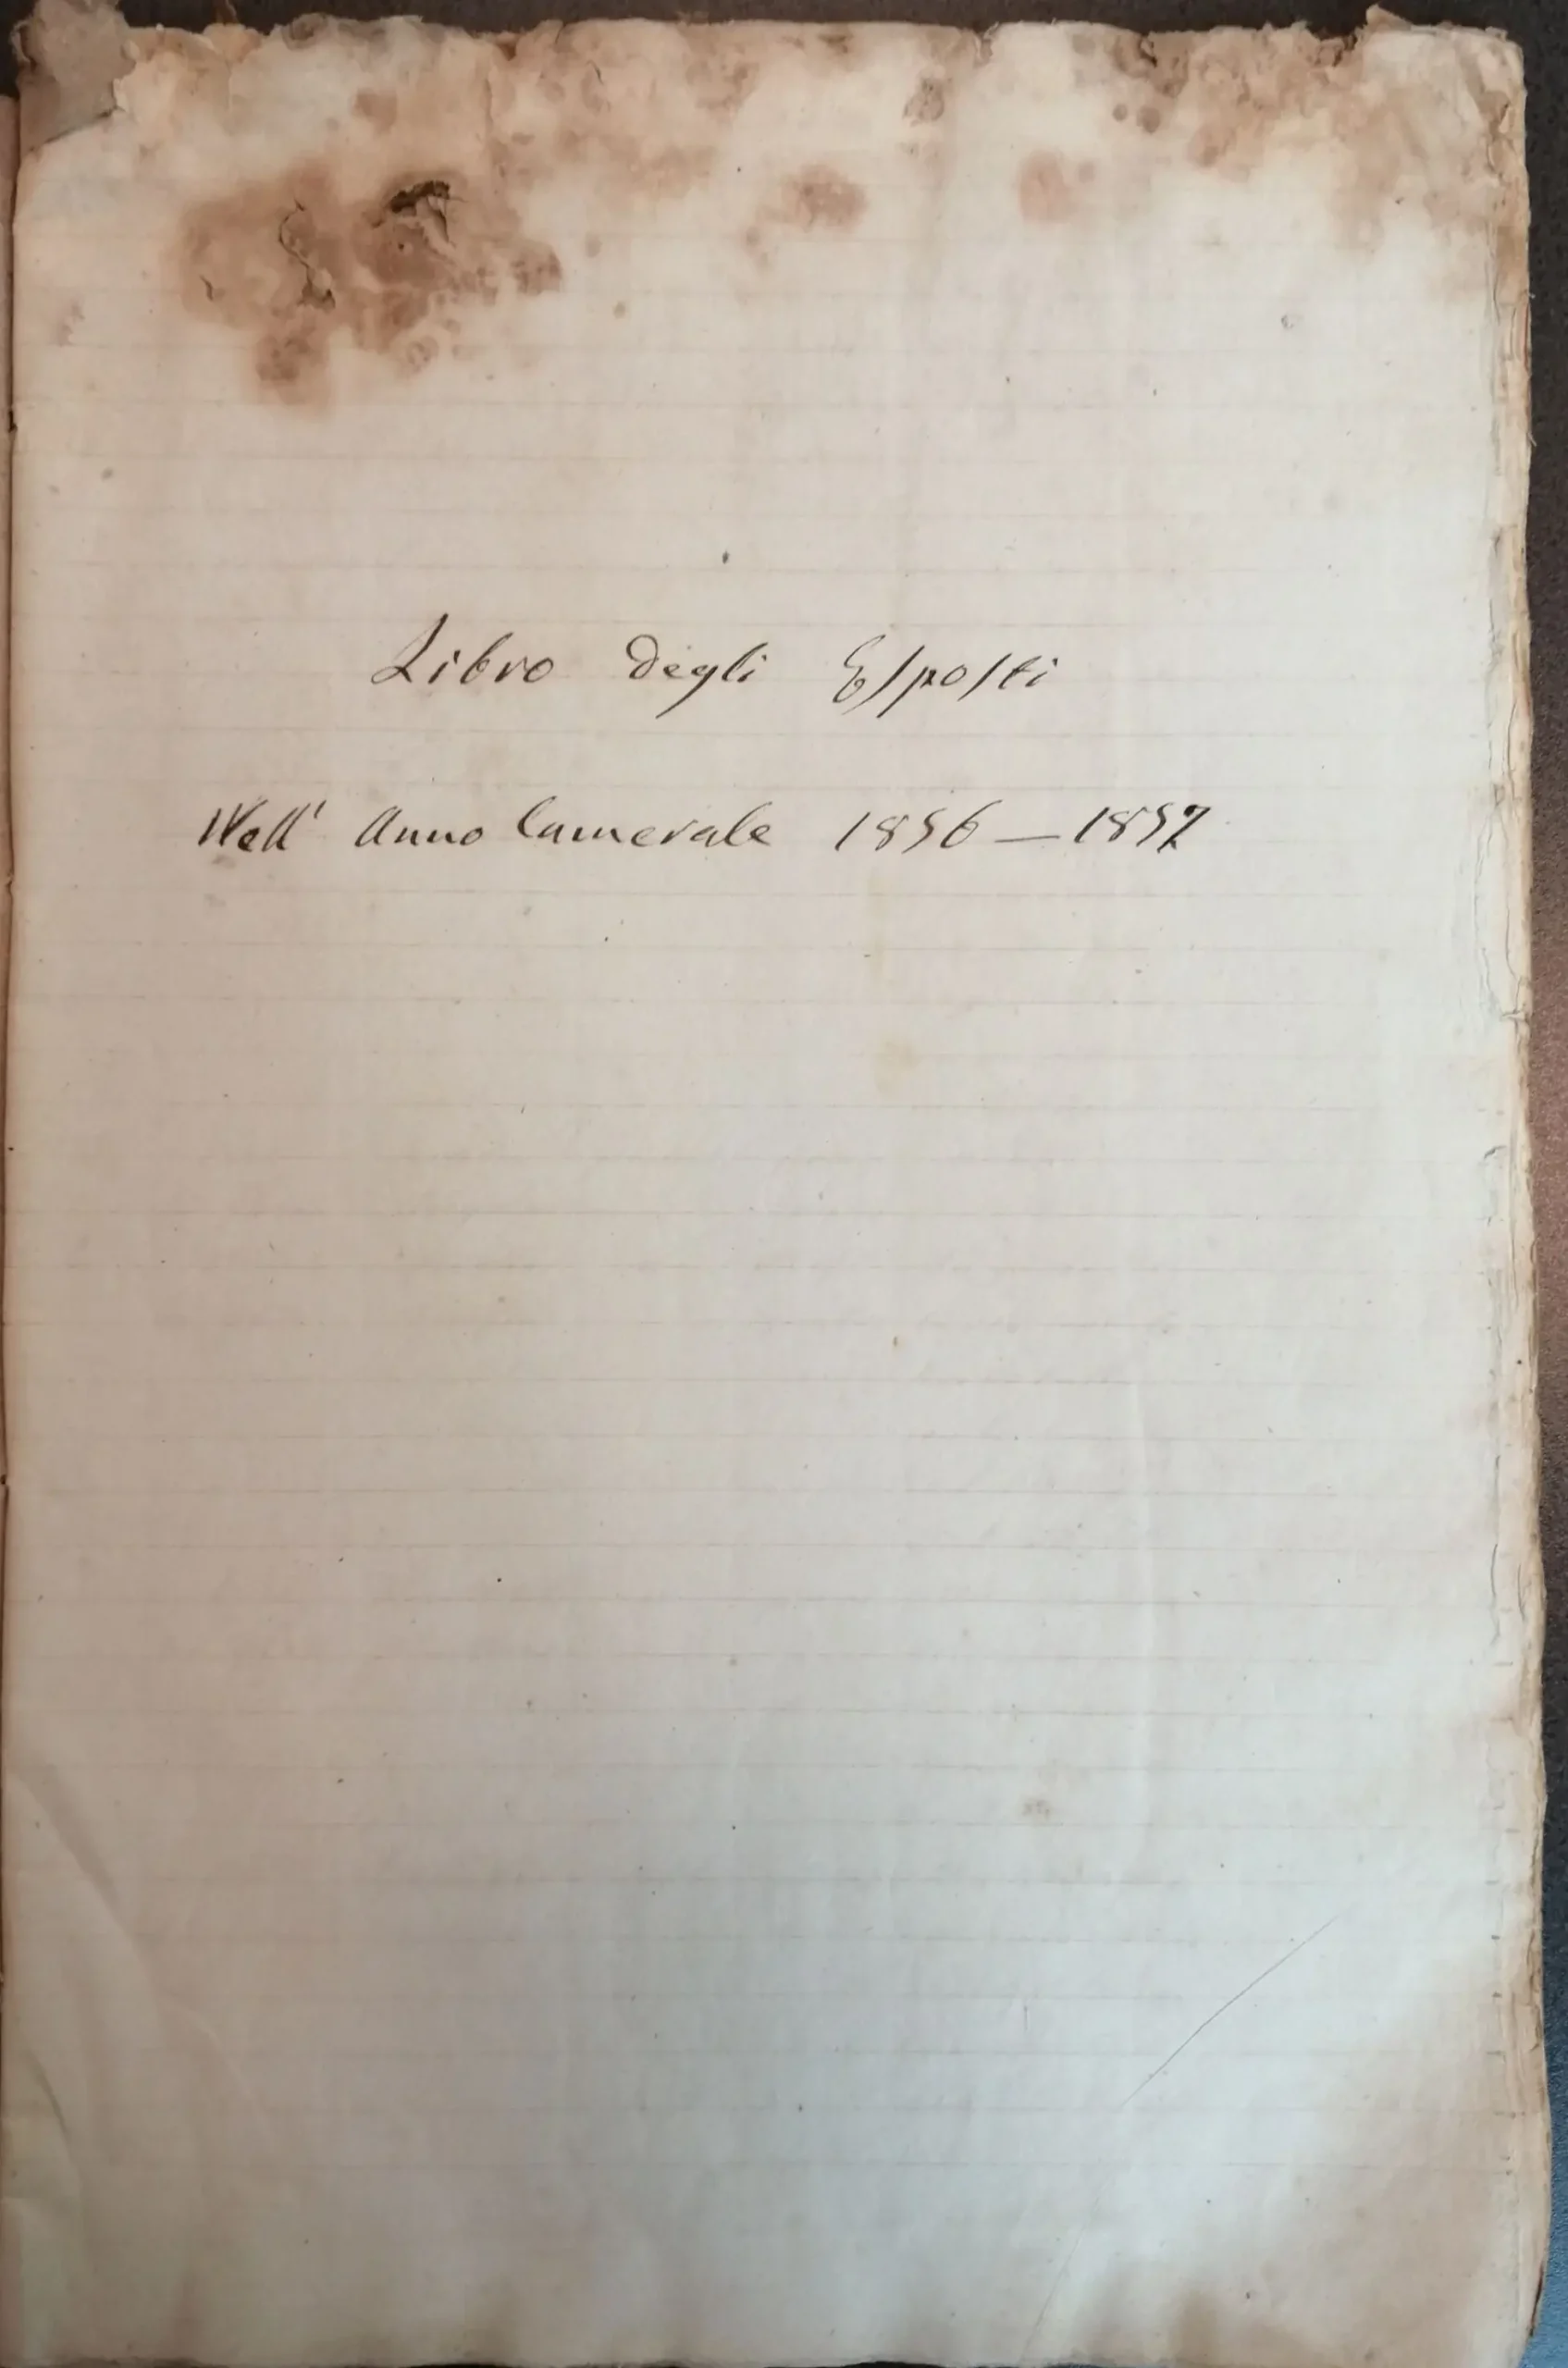 Libro degli Esposti
Nell' Anno Camerale 1856 — 1857